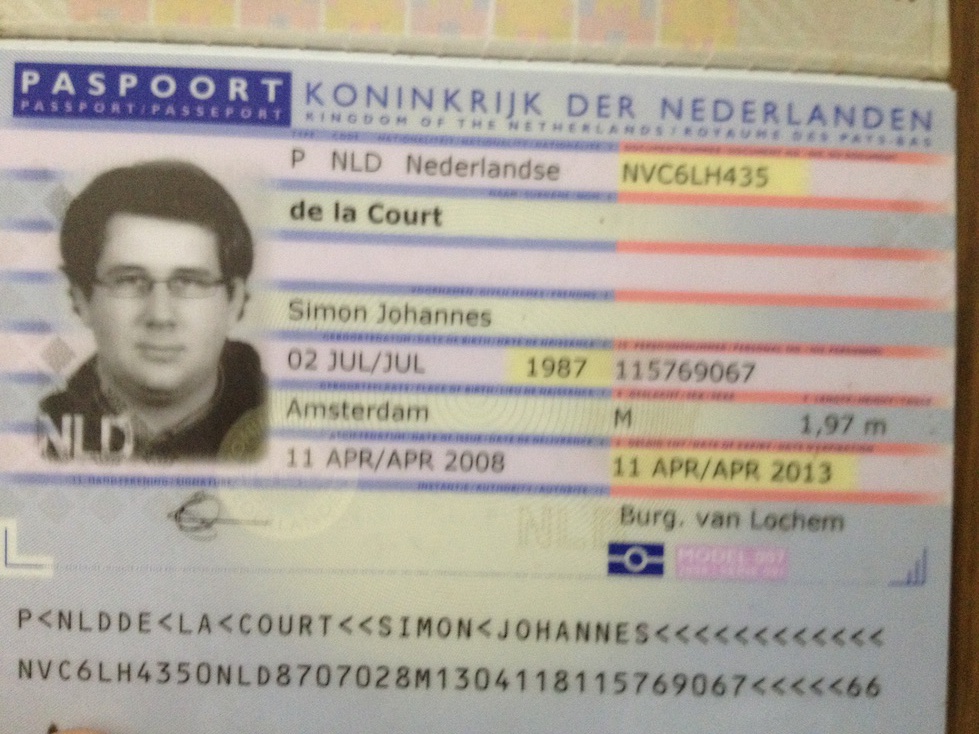 PASPOORT KONINKRIJK DER NEDERLANDEN
PASSPORT/PASSEPORT KINGDOM OF THE NETHERLANDS/ROYAUME DES PAYS-BAS
P NLD Nederlandse NVC6LH435
de la Court
Simon Johannes
02 JUL/JUL 1987 115769067
Amsterdam M 1,97 m
NLD
11 APR/APR 2008 11 APR/APR 2013
Burg. van Lochem
P<NLDDE<LA<COURT<<SIMON<JOHANNES<<<<<<<<<<<<
NVC6LH4350NLD8707028M1304118115769067<<<<<66